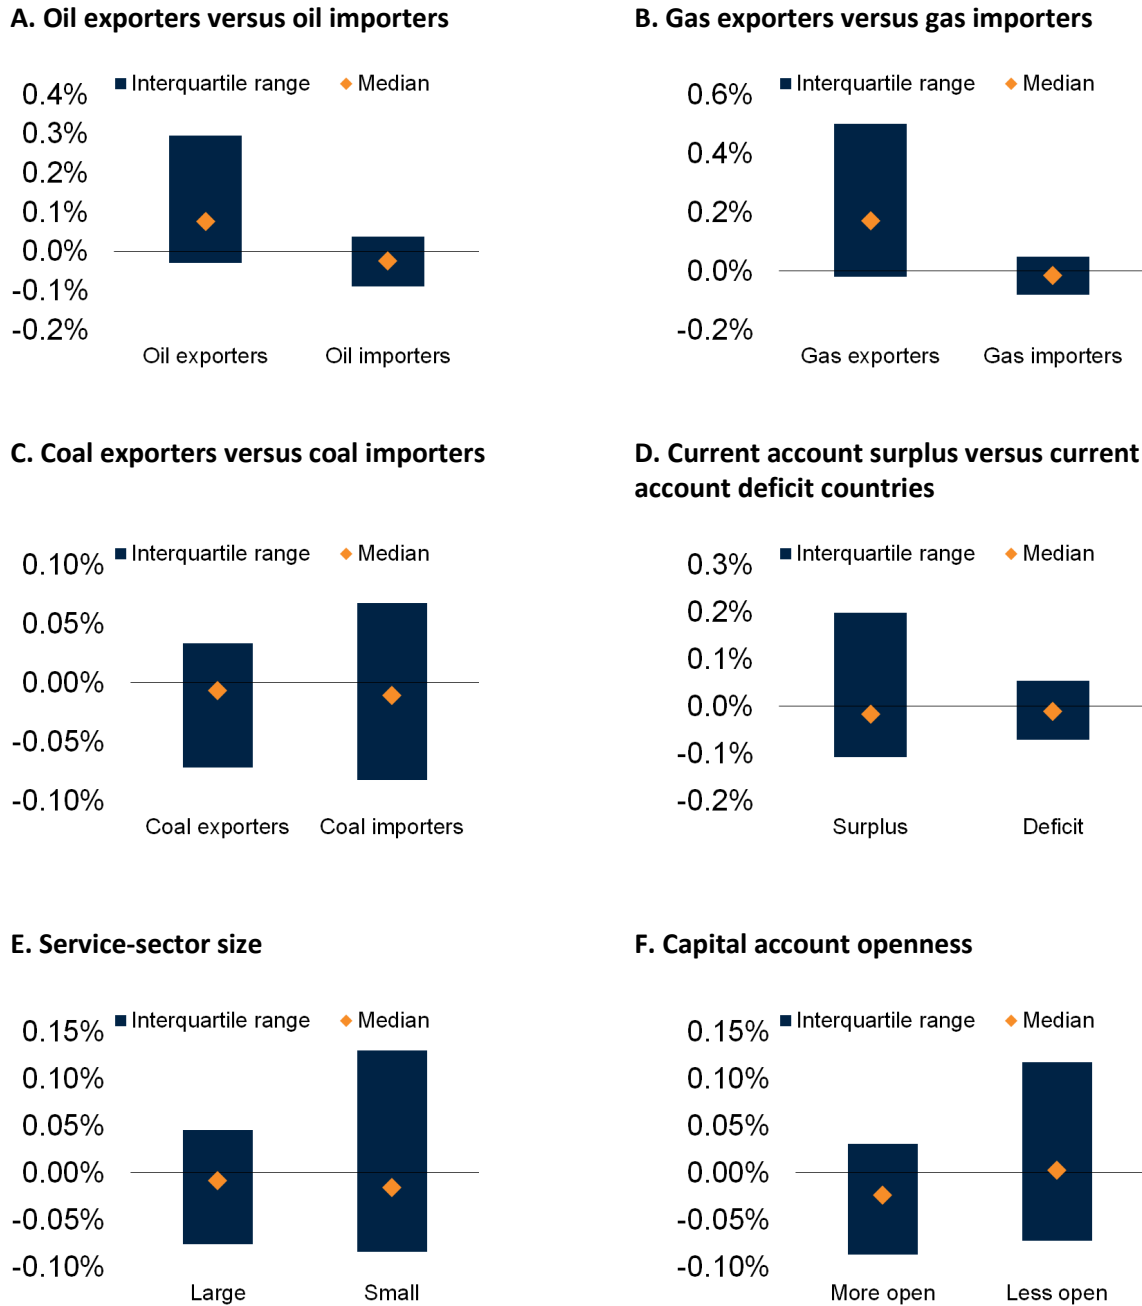 A. Oil exporters versus oil importers
Interquartile range Median
0.4%
0.3%
0.2%
0.1%
0.0%
-0.1%
-0.2%
Oil exporters Oil importers
B. Gas exporters versus gas importers
Interquartile range Median
0.6%
0.4%
0.2%
0.0%
-0.2%
Gas exporters Gas importers
C. Coal exporters versus coal importers
Interquartile range Median
0.10%
0.05%
0.00%
-0.05%
-0.10%
Coal exporters Coal importers
D. Current account surplus versus current
account deficit countries
Interquartile range Median
0.3%
0.2%
0.1%
0.0%
-0.1%
-0.2%
Surplus Deficit
E. Service-sector size
Interquartile range Median
0.15%
0.10%
0.05%
0.00%
-0.05%
-0.10%
Large Small
F. Capital account openness
Interquartile range Median
0.15%
0.10%
0.05%
0.00%
-0.05%
-0.10%
More open Less open